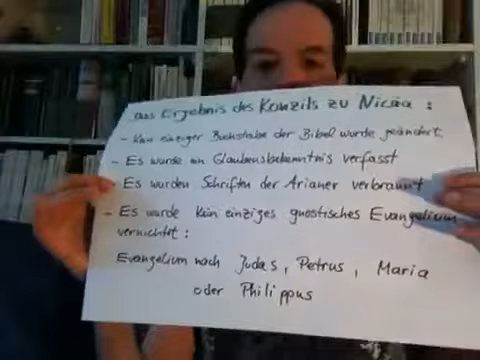 das Ergebnis des Konzils zu Nicäa :
- Kein einziger Buchstabe der Bibel wurde geändert.
- Es wurde ein Glaubensbekenntnis verfasst
- Es wurden Schriften der Arianer verbrannt
- Es wurde kein einziges gnostisches Evangelium
vernichtet :
Evangelium nach Judas, Petrus, Maria
oder Philippus